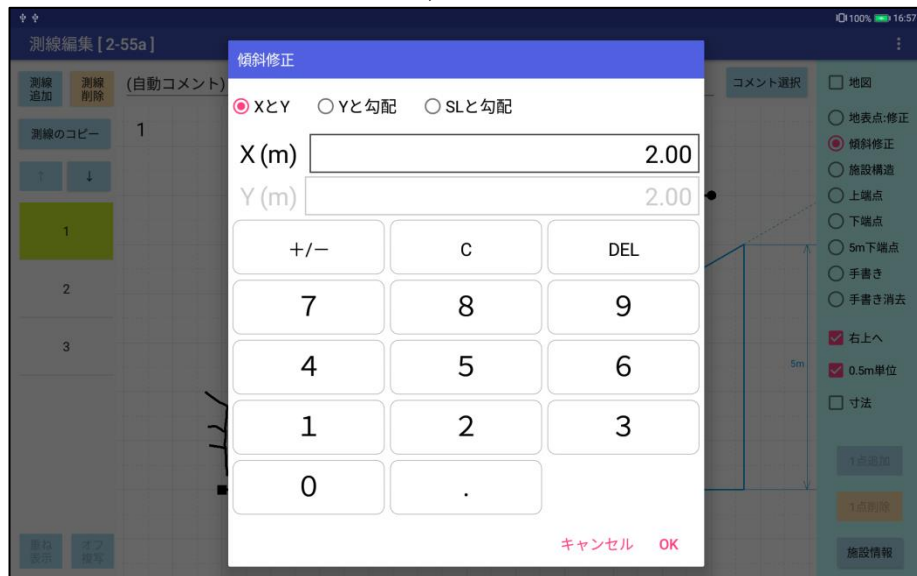 100% 16:57
測線編集 [ 2-55a ]
傾斜修正
測線追加
測線削除
(自動コメント)
コメント選択
地図
XとY Yと勾配 SLと勾配
測線のコピー
1
X (m) 2.00
Y (m) 2.00
↑ ↓
地表点:修正
傾斜修正
施設構造
上端点
下端点
5m下端点
手書き
手書き消去
1
2
3
+/− C DEL
7 8 9
4 5 6
1 2 3
0 .
キャンセル OK
5m
右上へ
0.5m単位
寸法
1点追加
1点削除
施設情報
重ね表示
オフ複写